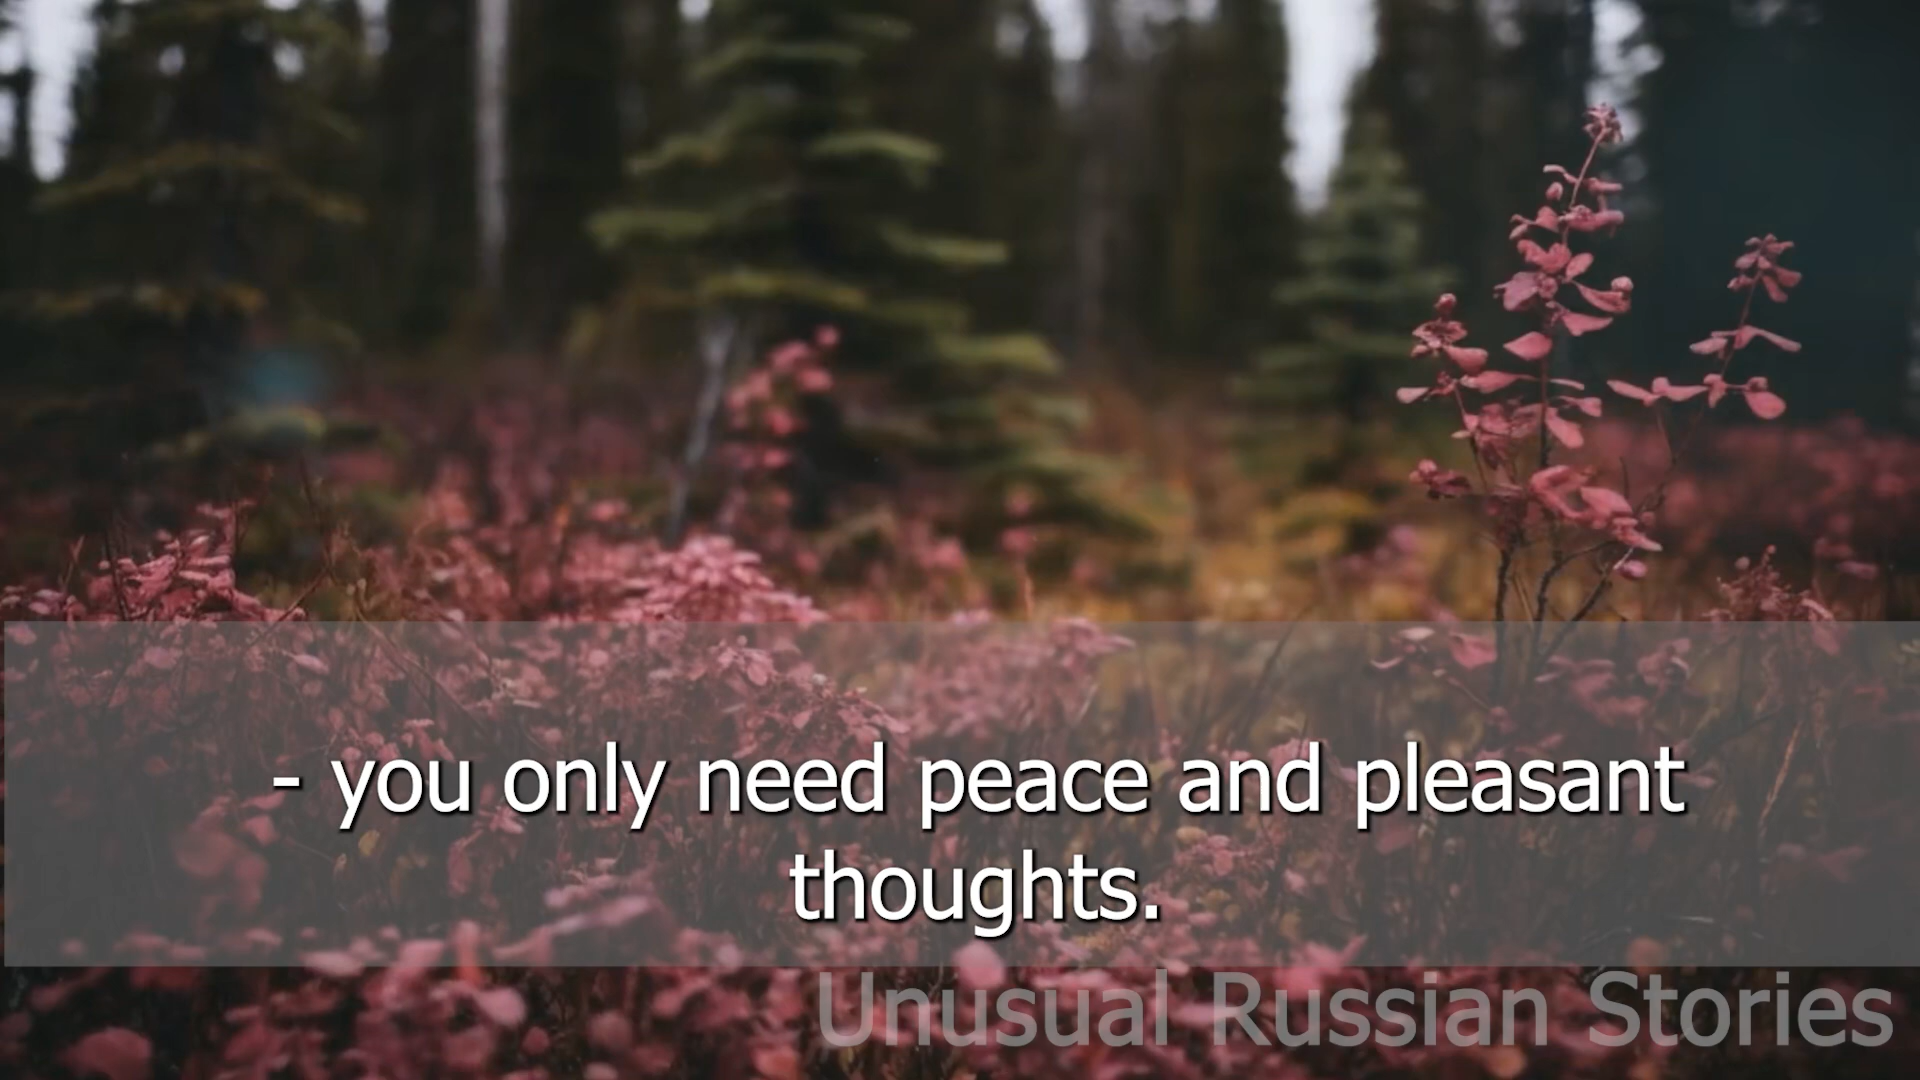 - you only need peace and pleasant
thoughts.
Unusual Russian Stories